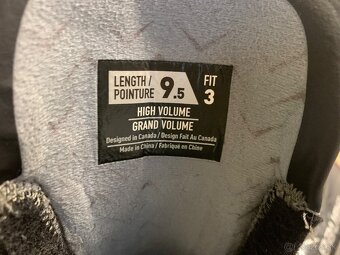 LENGTH / POINTURE 9.5 FIT 3
HIGH VOLUME
GRAND VOLUME
Designed in Canada / Design Fait Au Canada
Made in China / Fabriqué en Chine